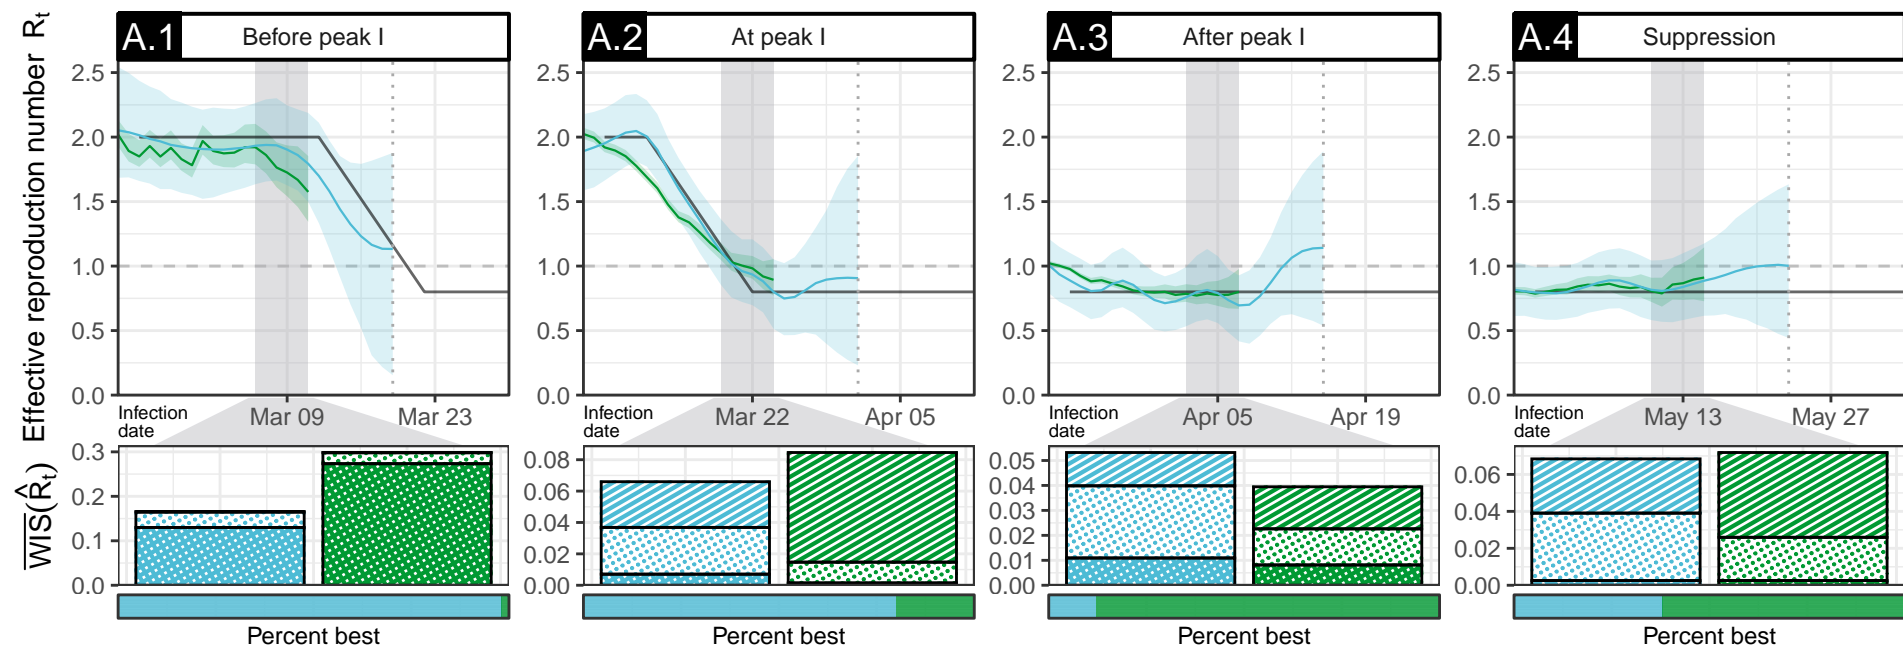 Effective reproduction number Rt
A.1 Before peak I
2.5
2.0
1.5
1.0
0.5
0.0
Infection date
Mar 09 Mar 23
A.2 At peak I
2.5
2.0
1.5
1.0
0.5
0.0
Infection date
Mar 22 Apr 05
A.3 After peak I
2.5
2.0
1.5
1.0
0.5
0.0
Infection date
Apr 05 Apr 19
A.4 Suppression
2.5
2.0
1.5
1.0
0.5
0.0
Infection date
May 13 May 27
WIS(R̂t)
0.3
0.2
0.1
0.0
Percent best
0.08
0.06
0.04
0.02
0.00
Percent best
0.05
0.04
0.03
0.02
0.01
0.00
Percent best
0.06
0.04
0.02
0.00
Percent best